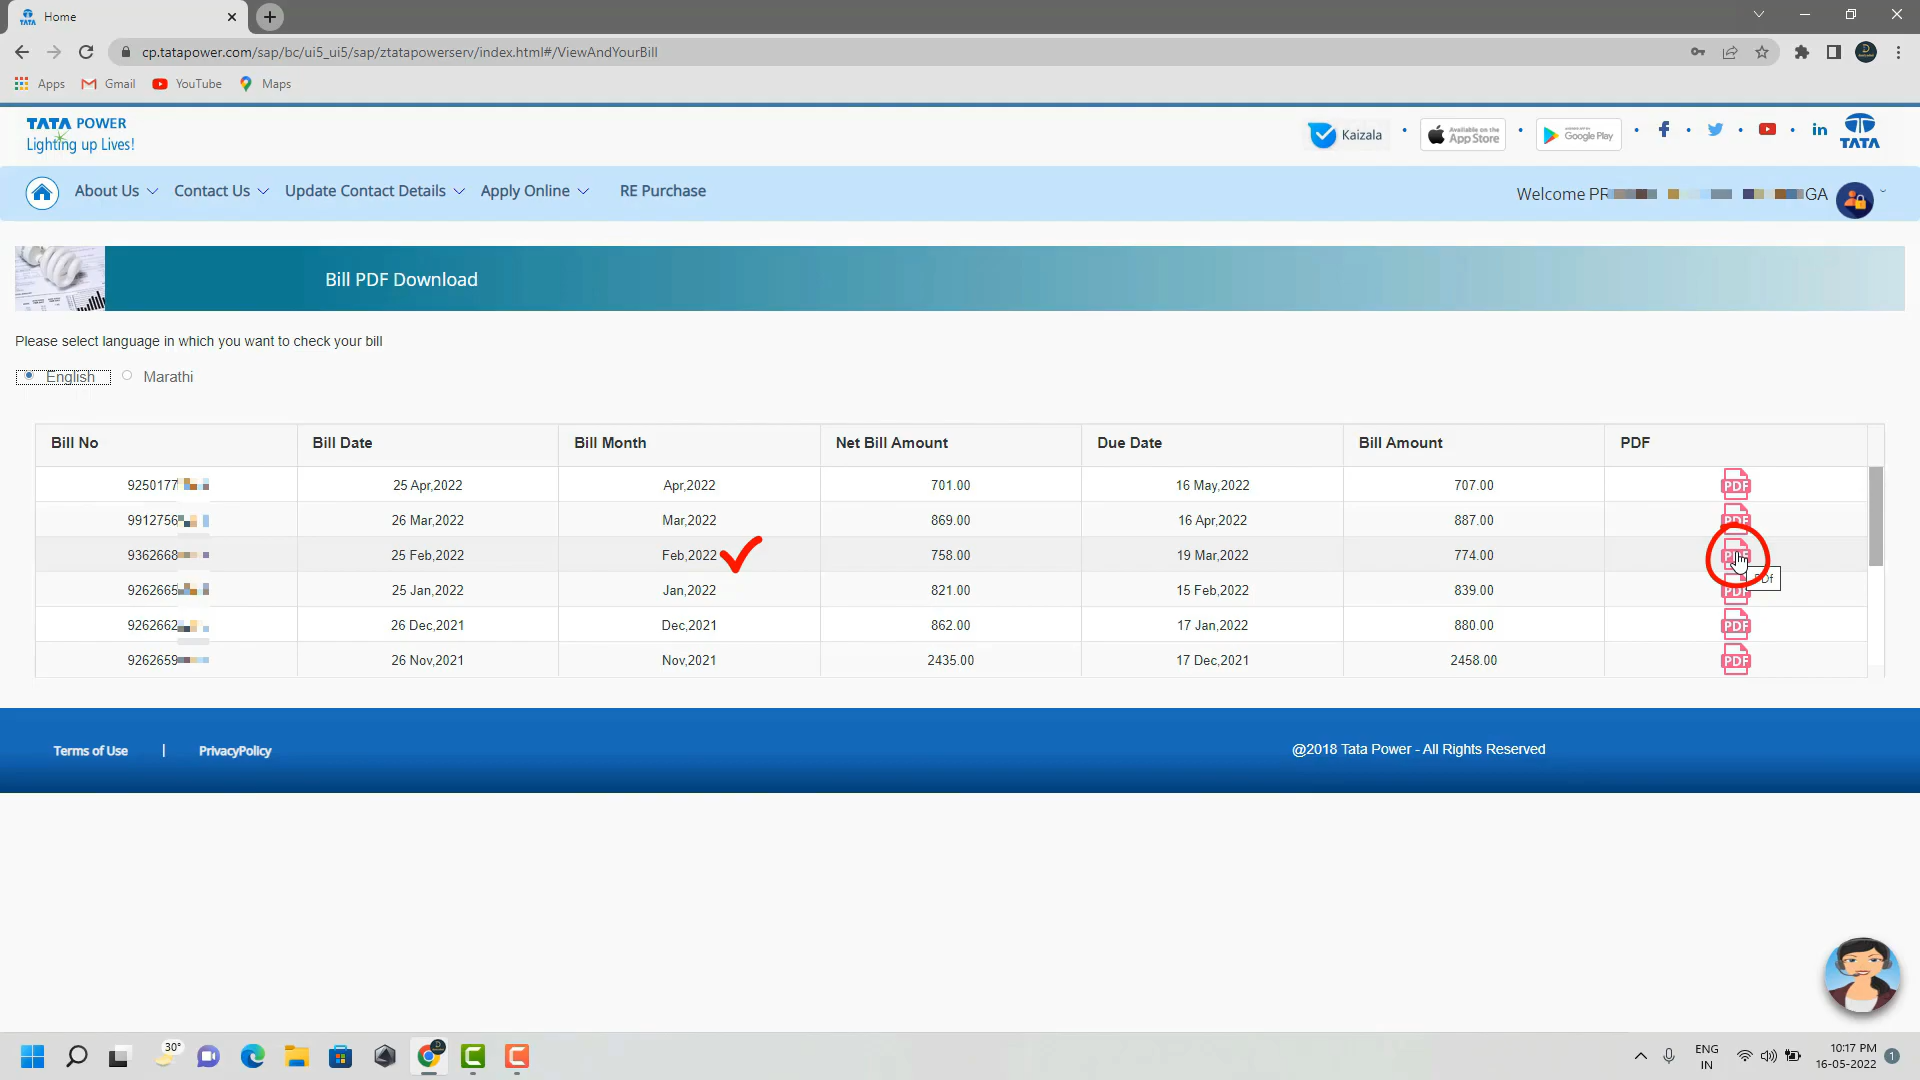 Home
cp.tatapower.com/sap/bc/ui5_ui5/sap/ztatapowerserv/index.html#/ViewAndYourBill
Apps Gmail YouTube Maps
TATA POWER
Lighting up Lives!
Kaizala
Available on the
App Store
Google Play
TATA
About Us Contact Us Update Contact Details Apply Online RE Purchase
Welcome PR GA
Bill PDF Download
Please select language in which you want to check your bill
English Marathi
Bill No Bill Date Bill Month Net Bill Amount Due Date Bill Amount PDF
9250177 25 Apr,2022 Apr,2022 701.00 16 May,2022 707.00 PDF
9912756 26 Mar,2022 Mar,2022 869.00 16 Apr,2022 887.00 PDF
9362668 25 Feb,2022 Feb,2022 758.00 19 Mar,2022 774.00 PDF
9262665 25 Jan,2022 Jan,2022 821.00 15 Feb,2022 839.00 PDF
9262662 26 Dec,2021 Dec,2021 862.00 17 Jan,2022 880.00 PDF
9262659 26 Nov,2021 Nov,2021 2435.00 17 Dec,2021 2458.00 PDF
Terms of Use | PrivacyPolicy
@2018 Tata Power - All Rights Reserved
30°
ENG
IN
10:17 PM
16-05-2022
1